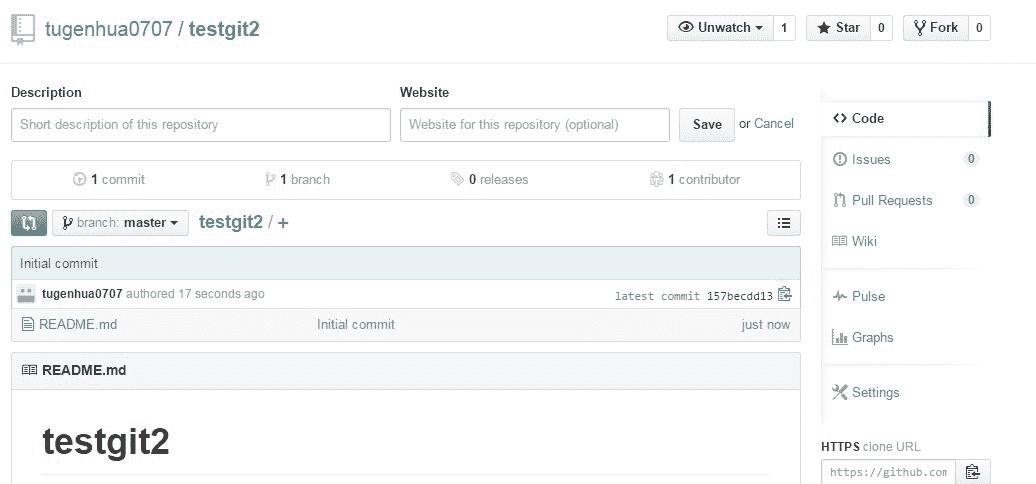 tugenhua0707 / testgit2
Unwatch 1 Star 0 Fork 0
Description
Website
Short description of this repository
Website for this repository (optional)
Save or Cancel
1 commit 1 branch 0 releases 1 contributor
branch: master testgit2 / +
Initial commit
tugenhua0707 authored 17 seconds ago latest commit 157becdd13
README.md Initial commit just now
README.md
testgit2
Code
Issues 0
Pull Requests 0
Wiki
Pulse
Graphs
Settings
HTTPS clone URL
https://github.com